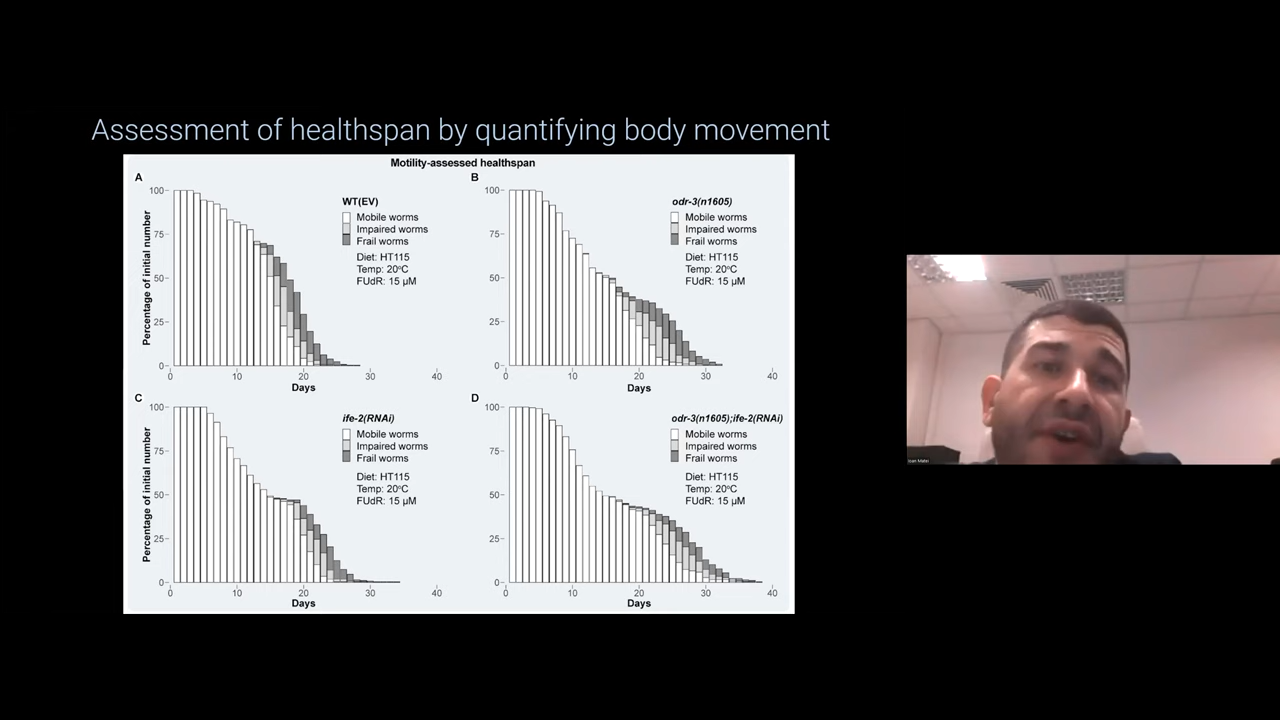 Assessment of healthspan by quantifying body movement
Motility-assessed healthspan
A
WT(EV)
Mobile worms
Impaired worms
Frail worms
Diet: HT115
Temp: 20°C
FUdR: 15 µM
Percentage of initial number
100
75
50
25
0
0 10 20 30 40
Days
B
odr-3(n1605)
Mobile worms
Impaired worms
Frail worms
Diet: HT115
Temp: 20°C
FUdR: 15 µM
100
75
50
25
0
0 10 20 30 40
Days
C
ife-2(RNAi)
Mobile worms
Impaired worms
Frail worms
Diet: HT115
Temp: 20°C
FUdR: 15 µM
Percentage of initial number
100
75
50
25
0
0 10 20 30 40
Days
D
odr-3(n1605);ife-2(RNAi)
Mobile worms
Impaired worms
Frail worms
Diet: HT115
Temp: 20°C
FUdR: 15 µM
100
75
50
25
0
0 10 20 30 40
Days